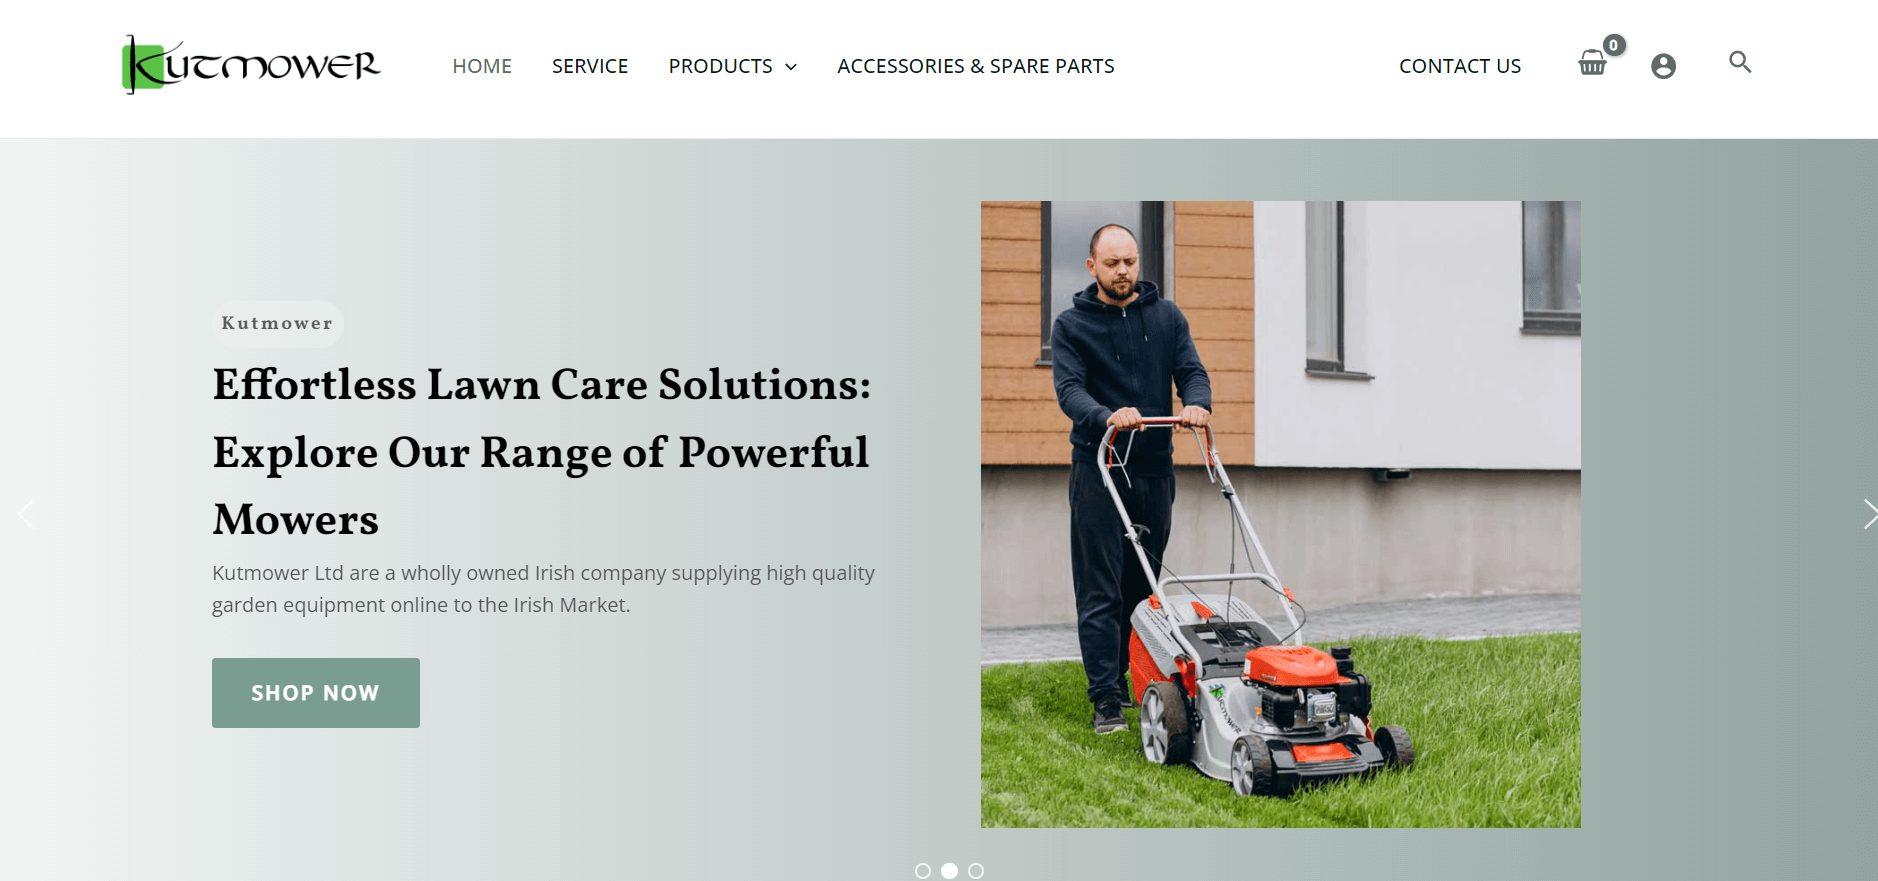 KUTMOWER
HOME
SERVICE
PRODUCTS
ACCESSORIES & SPARE PARTS
CONTACT US
0
Kutmower
Effortless Lawn Care Solutions:
Explore Our Range of Powerful
Mowers
Kutmower Ltd are a wholly owned Irish company supplying high quality
garden equipment online to the Irish Market.
SHOP NOW
KUTMOWER